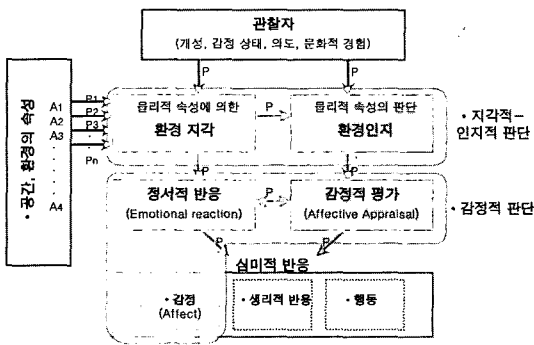 관찰자
(개성, 감정 상태, 의도, 문화적 경험)
P
P
• 공간, 환경의 속성
A1
A2
A3
A4
P1
P2
P3
Pn
물리적 속성에 의한
환경 지각
P
물리적 속성의 판단
환경인지
• 지각적-
인지적 판단
P
P
정서적 반응
(Emotional reaction)
P
감정적 평가
(Affective Appraisal)
• 감정적 판단
P
P
심미적 반응
• 감정
(Affect)
• 생리적 반응
• 행동